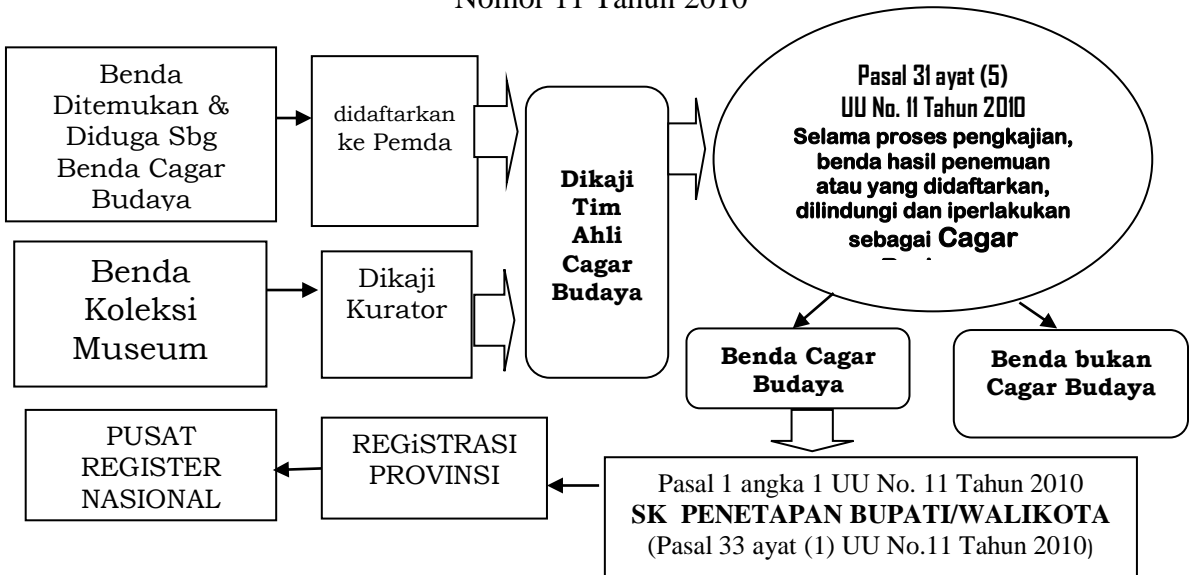 Nomor 11 Tahun 2010
Benda
Ditemukan &
Diduga Sbg
Benda Cagar
Budaya
didaftarkan
ke Pemda
Dikaji
Tim
Ahli
Cagar
Budaya
Pasal 31 ayat (5)
UU No. 11 Tahun 2010
Selama proses pengkajian,
benda hasil penemuan
atau yang didaftarkan,
dilindungi dan iperlakukan
sebagai Cagar
Benda
Koleksi
Museum
Dikaji
Kurator
Benda Cagar
Budaya
Benda bukan
Cagar Budaya
Pasal 1 angka 1 UU No. 11 Tahun 2010
SK PENETAPAN BUPATI/WALIKOTA
(Pasal 33 ayat (1) UU No.11 Tahun 2010)
REGiSTRASI
PROVINSI
PUSAT
REGISTER
NASIONAL